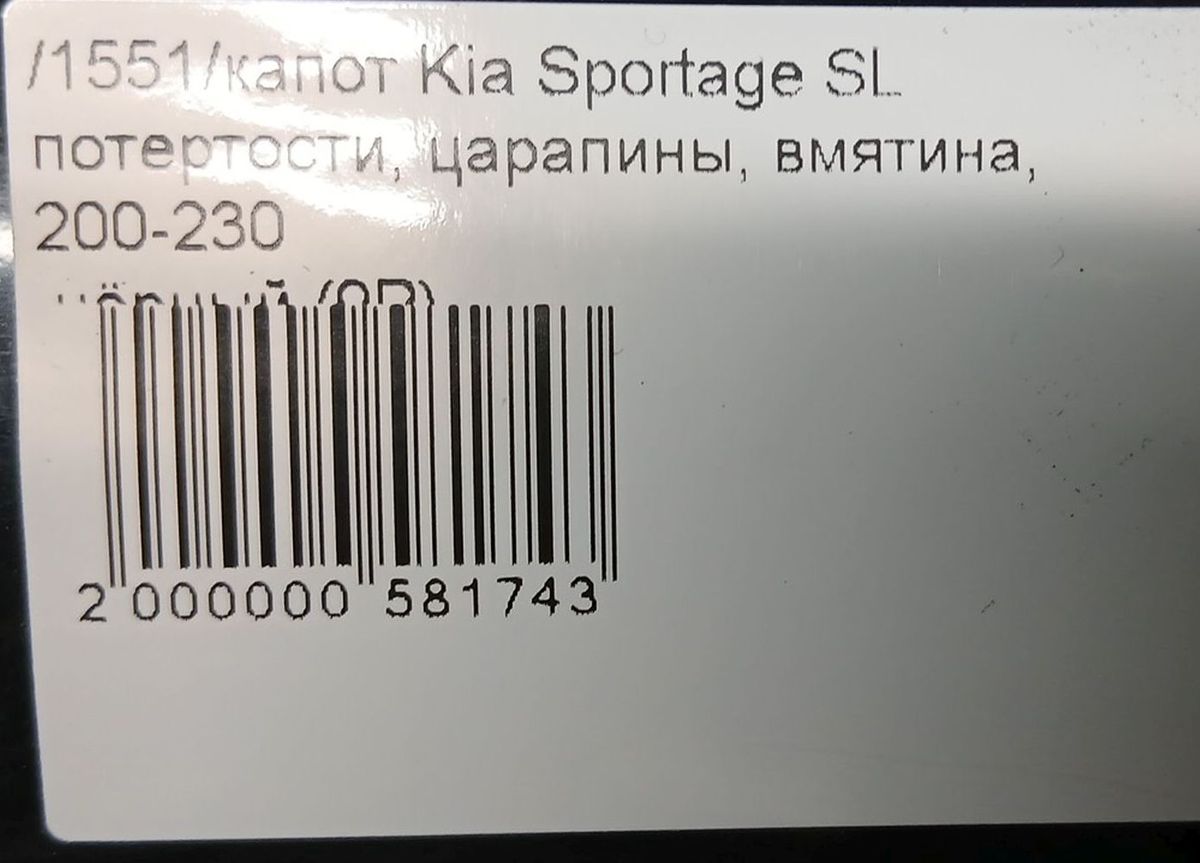 /1551/капот Kia Sportage SL
потертости, царапины, вмятина,
200-230
2 000000 581743